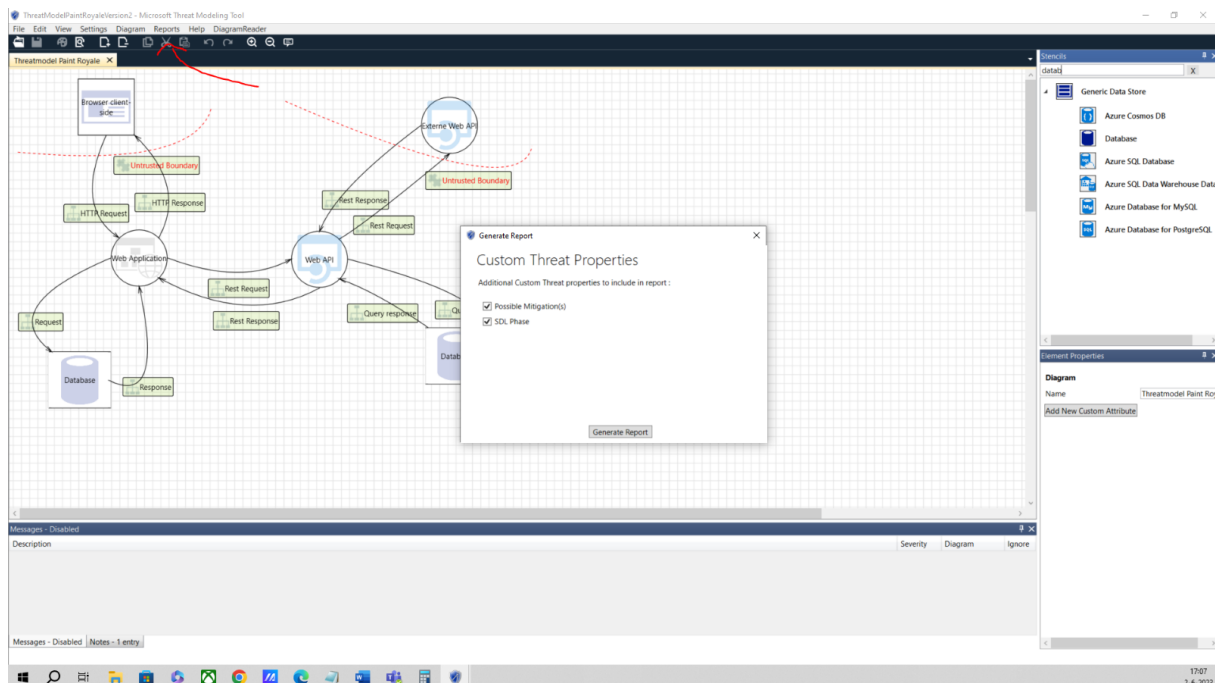 ThreatModelPaintRoyaleVersion2 - Microsoft Threat Modeling Tool
File Edit View Settings Diagram Reports Help DiagramReader
Threatmodel Paint Royale
Browser client-
side
Externe Web API
Untrusted Boundary
Untrusted Boundary
HTTP Response
Rest Response
HTTP Request
Rest Request
Web Application
Web API
Rest Request
Query response
Qu
Request
Rest Response
Datab
Database
Response
Generate Report
Custom Threat Properties
Additional Custom Threat properties to include in report :
Possible Mitigation(s)
SDL Phase
Generate Report
Stencils
datab
X
Generic Data Store
Azure Cosmos DB
Database
Azure SQL Database
Azure SQL Data Warehouse Data
Azure Database for MySQL
Azure Database for PostgreSQL
Element Properties
Diagram
Name Threatmodel Paint Roy
Add New Custom Attribute
Messages - Disabled
Description Severity Diagram Ignore
Messages - Disabled Notes - 1 entry
17:07